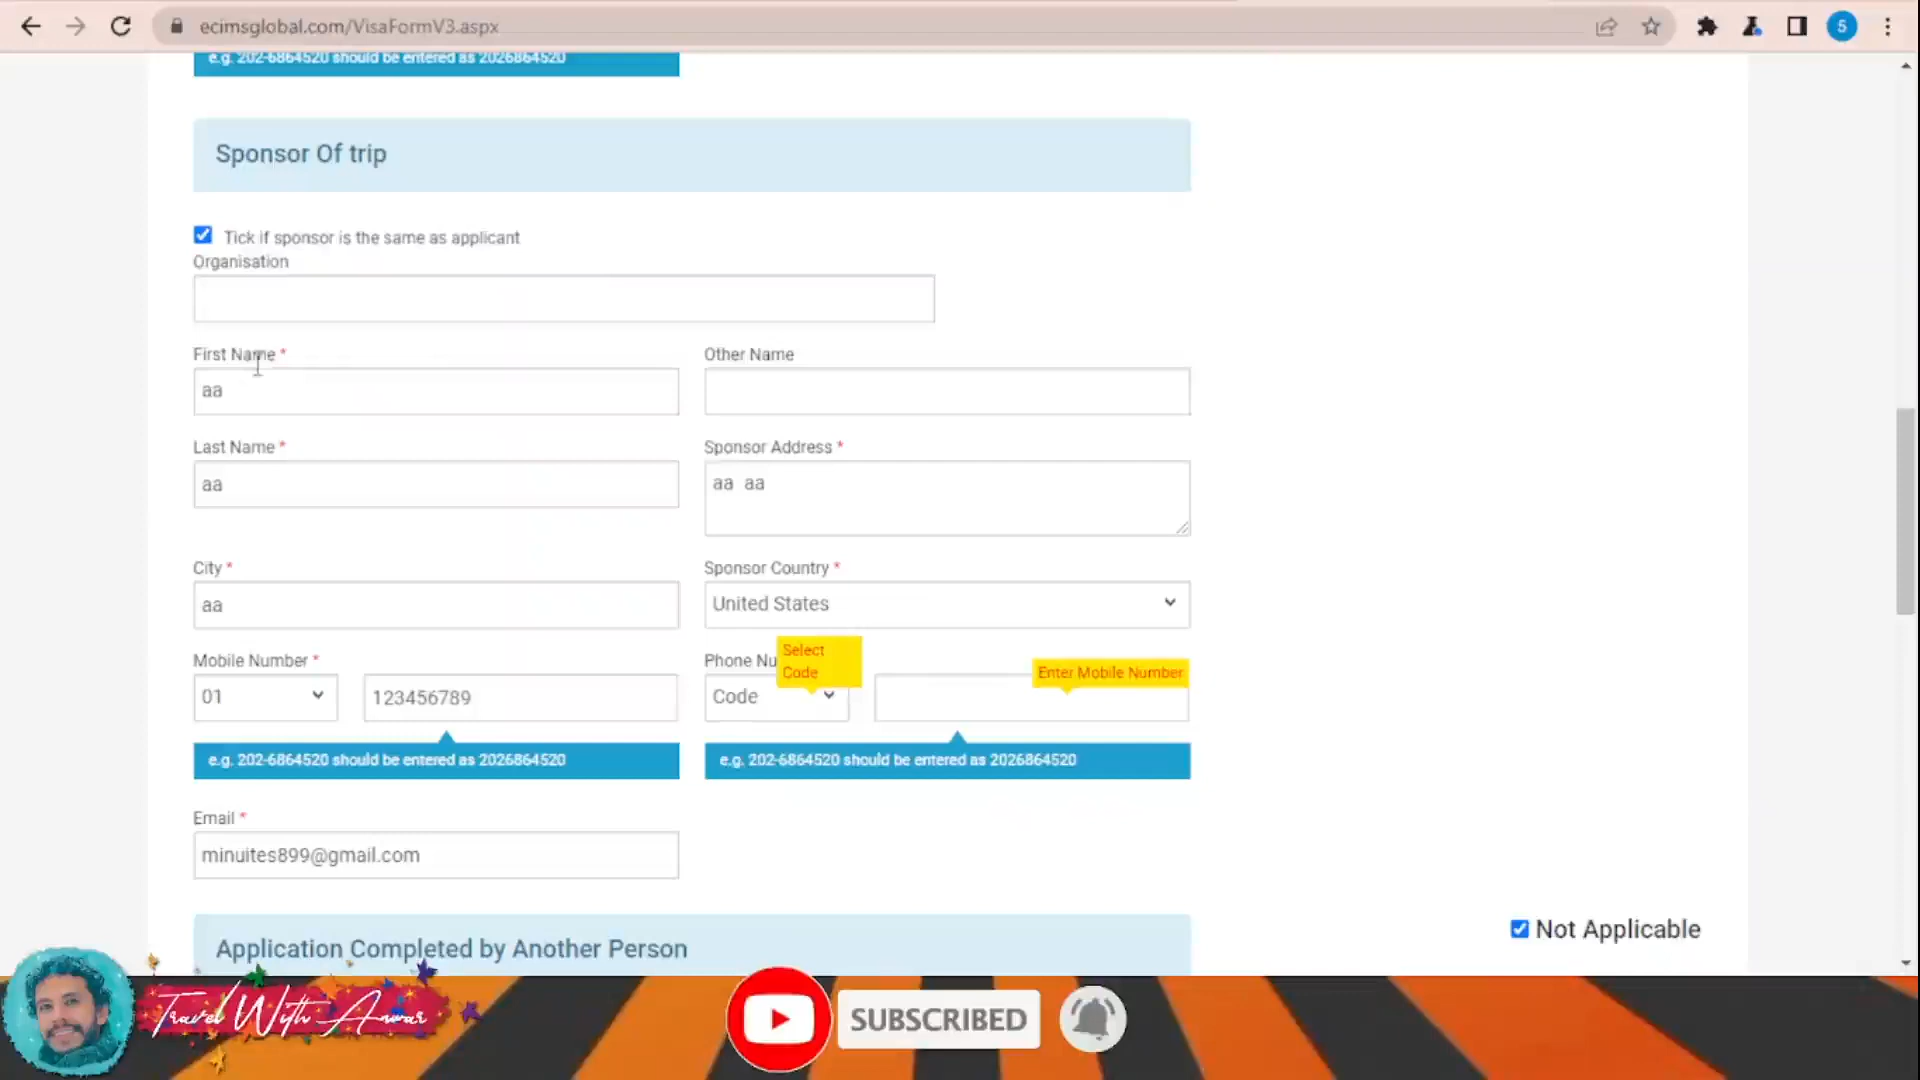 ecimsglobal.com/VisaFormV3.aspx
5
e.g. 202-6864520 should be entered as 2026864520
Sponsor Of trip
Tick if sponsor is the same as applicant
Organisation
First Name *
Other Name
aa
Last Name *
Sponsor Address *
aa
aa aa
City *
Sponsor Country *
aa
United States
Mobile Number *
Phone Nu
Select
Code
Enter Mobile Number
01
123456789
Code
e.g. 202-6864520 should be entered as 2026864520
e.g. 202-6864520 should be entered as 2026864520
Email *
minuites899@gmail.com
Not Applicable
Application Completed by Another Person
Travel With Anwar
SUBSCRIBED